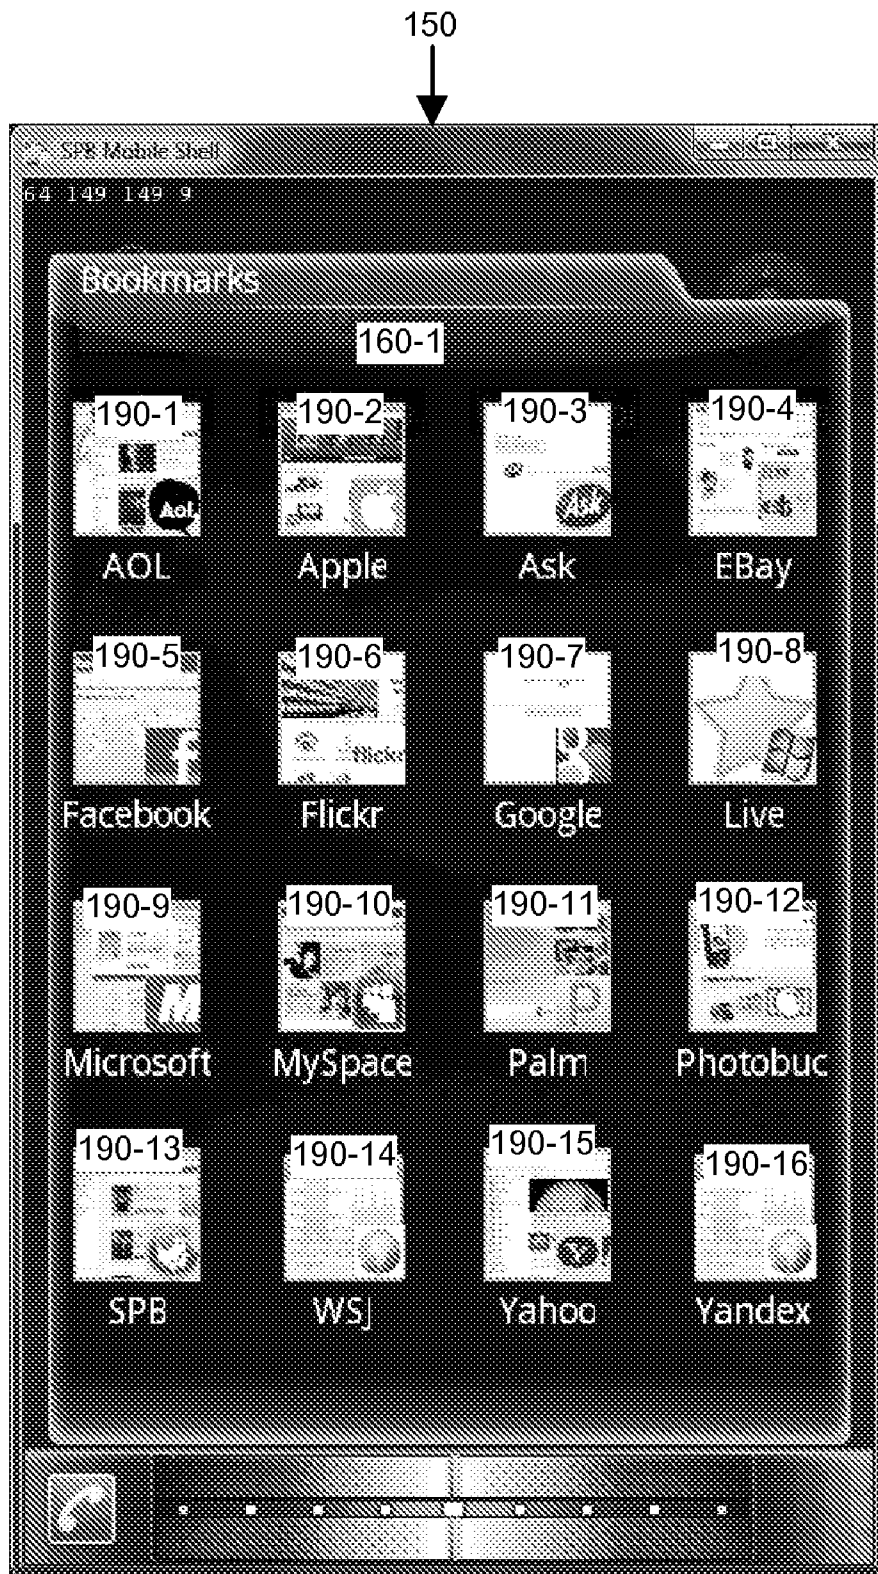 150
SPB Mobile Shell
64 149 149 9
Bookmarks
160-1
190-1 190-2 190-3 190-4
Aol.
Ask
AOL Apple Ask EBay
190-5 190-6 190-7 190-8
f
flickr
Facebook Flickr Google Live
190-9 190-10 190-11 190-12
Microsoft MySpace Palm Photobuc
190-13 190-14 190-15 190-16
SPB WSJ Yahoo Yandex